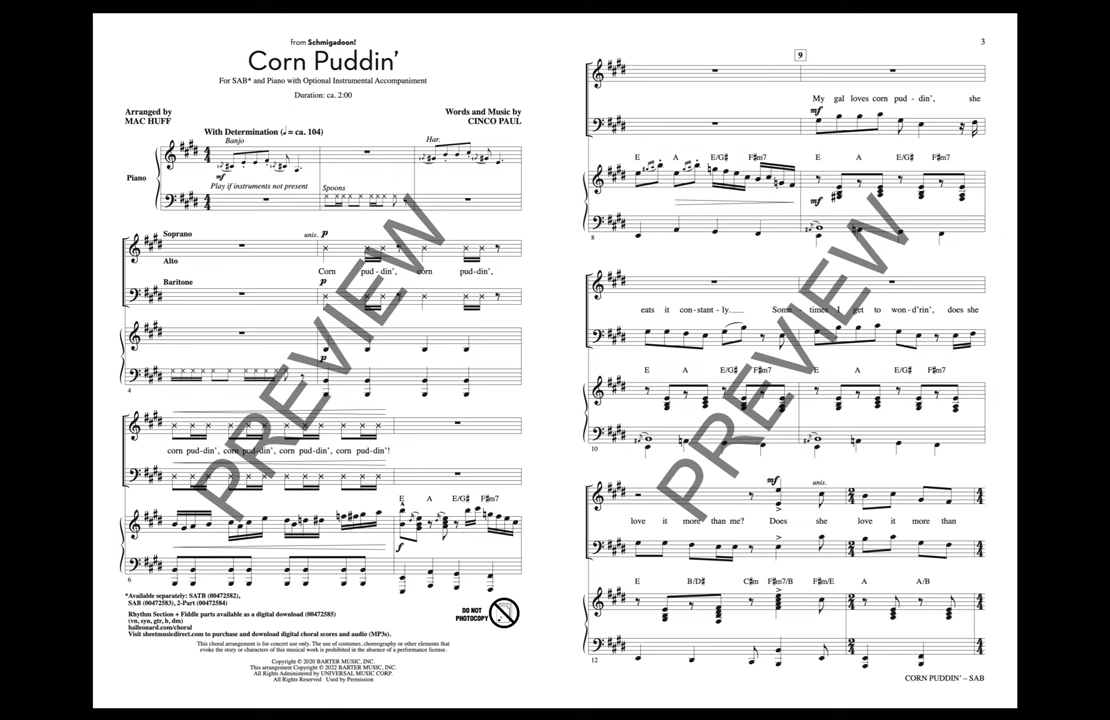 from Schmigadoon!
Corn Puddin’
For SAB* and Piano with Optional Instrumental Accompaniment
Duration: ca. 2:00
Arranged by
MAC HUFF
Words and Music by
CINCO PAUL
With Determination (♩ = ca. 104)
Banjo
Har.
Piano
mf
Play if instruments not present
Spoons
Soprano
unis. p
Alto
Corn pud - din’, corn pud-din’,
Baritone
p
p
4
corn pud-din’, corn pud-din’, corn pud-din’, corn pud-din’!
E A E/G# F#m7
f
6
*Available separately: SATB (00472582),
SAB (00472583), 2-Part (00472584)
Rhythm Section + Fiddle parts available as a digital download (00472585)
(vn, syn, gtr, b, dm)
halleonard.com/choral
Visit sheetmusicdirect.com to purchase and download digital choral scores and audio (MP3s).
DO NOT
PHOTOCOPY
This choral arrangement is for concert use only. The use of costumes, choreography or other elements that
evoke the story or characters of this musical work is prohibited in the absence of a performance license.
Copyright © 2020 BARTER MUSIC, INC.
This arrangement Copyright © 2022 BARTER MUSIC, INC.
All Rights Administered by UNIVERSAL MUSIC CORP.
All Rights Reserved Used by Permission
PREVIEW
3
9
My gal loves corn pud - din’, she
mf
E A E/G# F#m7 E A E/G# F#m7
mf
8
eats it con-stant - ly. Some - times I get to won-d’rin’, does she
E A E/G# F#m7 E A E/G# F#m7
10
mf unis.
love it more than me? Does she love it more than
E B/D# C#m F#m7/B F#m/E A A/B
12
CORN PUDDIN’ – SAB
PREVIEW